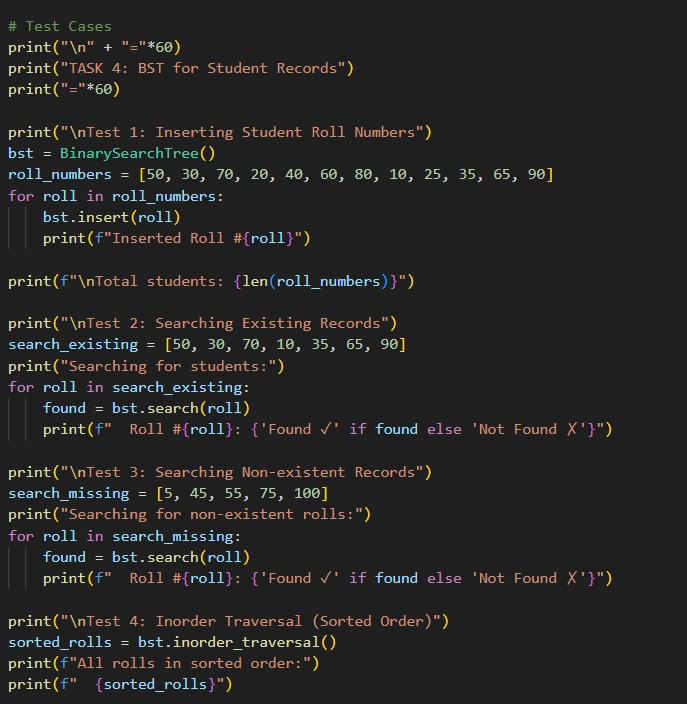 # Test Cases
print("\n" + "="*60)
print("TASK 4: BST for Student Records")
print("="*60)

print("\nTest 1: Inserting Student Roll Numbers")
bst = BinarySearchTree()
roll_numbers = [50, 30, 70, 20, 40, 60, 80, 10, 25, 35, 65, 90]
for roll in roll_numbers:
    bst.insert(roll)
    print(f"Inserted Roll #{roll}")

print(f"\nTotal students: {len(roll_numbers)}")

print("\nTest 2: Searching Existing Records")
search_existing = [50, 30, 70, 10, 35, 65, 90]
print("Searching for students:")
for roll in search_existing:
    found = bst.search(roll)
    print(f"  Roll #{roll}: {'Found ✓' if found else 'Not Found ✗'}")

print("\nTest 3: Searching Non-existent Records")
search_missing = [5, 45, 55, 75, 100]
print("Searching for non-existent rolls:")
for roll in search_missing:
    found = bst.search(roll)
    print(f"  Roll #{roll}: {'Found ✓' if found else 'Not Found ✗'}")

print("\nTest 4: Inorder Traversal (Sorted Order)")
sorted_rolls = bst.inorder_traversal()
print(f"All rolls in sorted order:")
print(f"  {sorted_rolls}")